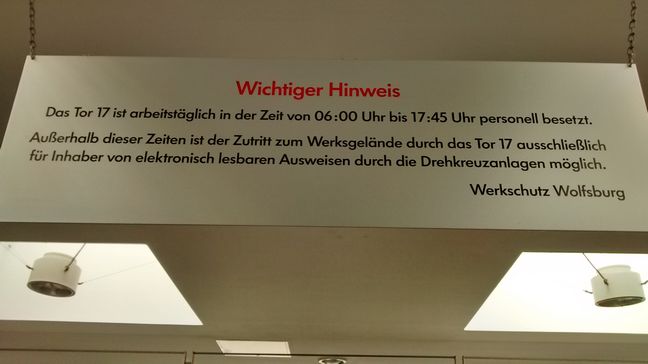 Wichtiger Hinweis
Das Tor 17 ist arbeitstäglich in der Zeit von 06:00 Uhr bis 17:45 Uhr personell besetzt.
Außerhalb dieser Zeiten ist der Zutritt zum Werksgelände durch das Tor 17 ausschließlich
für Inhaber von elektronisch lesbaren Ausweisen durch die Drehkreuzanlagen möglich.
Werkschutz Wolfsburg